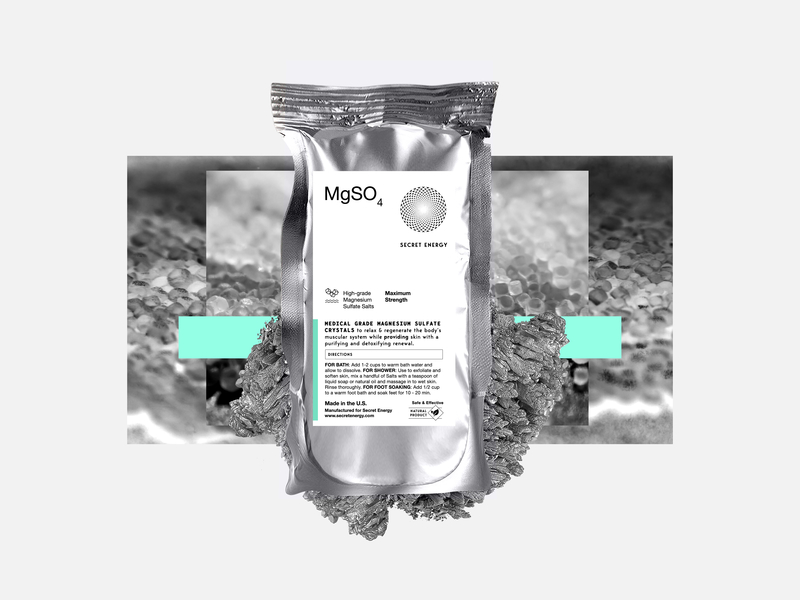 MgSO4
SECRET ENERGY
High-grade
Magnesium
Sulfate Salts
Maximum
Strength
MEDICAL GRADE MAGNESIUM SULFATE
CRYSTALS to relax & regenerate the body's
muscular system while providing skin with a
purifying and detoxifying renewal.
DIRECTIONS
FOR BATH: Add 1-2 cups to warm bath water and
allow to dissolve. FOR SHOWER: Use to exfoliate and
soften skin, mix a handful of Salts with a teaspoon of
liquid soap or natural oil and massage in to wet skin.
Rinse thoroughly. FOR FOOT SOAKING: Add 1/2 cup
to a warm foot bath and soak feet for 10 - 20 min.
Made in the U.S.
Manufactured for Secret Energy
www.secretenergy.com
Safe & Effective
NATURAL
PRODUCT